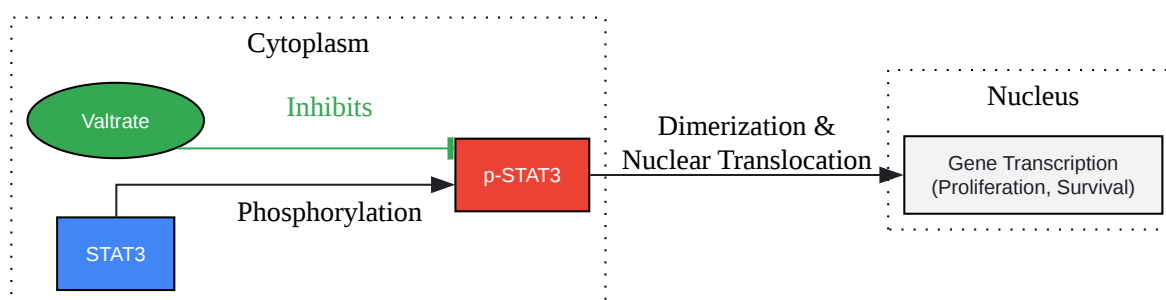 Cytoplasm
Valtrate
Inhibits
p-STAT3
Phosphorylation
STAT3
Dimerization &
Nuclear Translocation
Nucleus
Gene Transcription
(Proliferation, Survival)